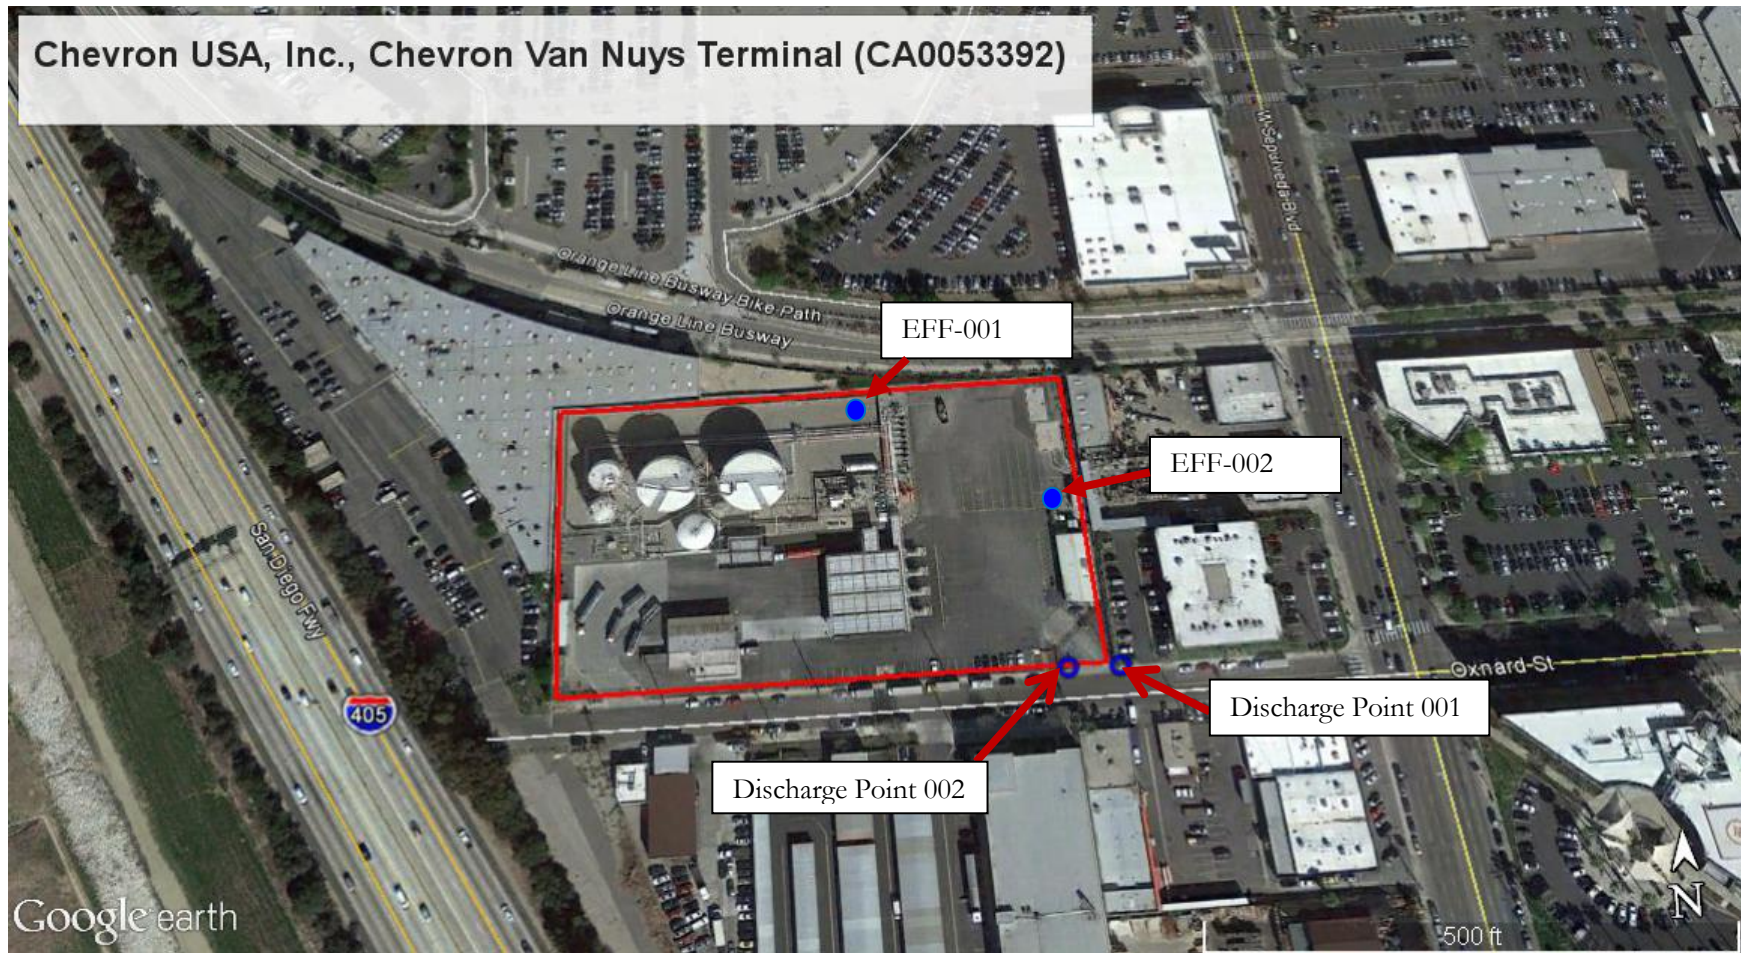 Chevron USA, Inc., Chevron Van Nuys Terminal (CA0053392)
W Sepulveda Blvd
Orange Line Busway Bike Path
Orange Line Busway
EFF-001
EFF-002
San Diego Fwy
405
Oxnard St
Discharge Point 001
Discharge Point 002
N
Google earth
500 ft